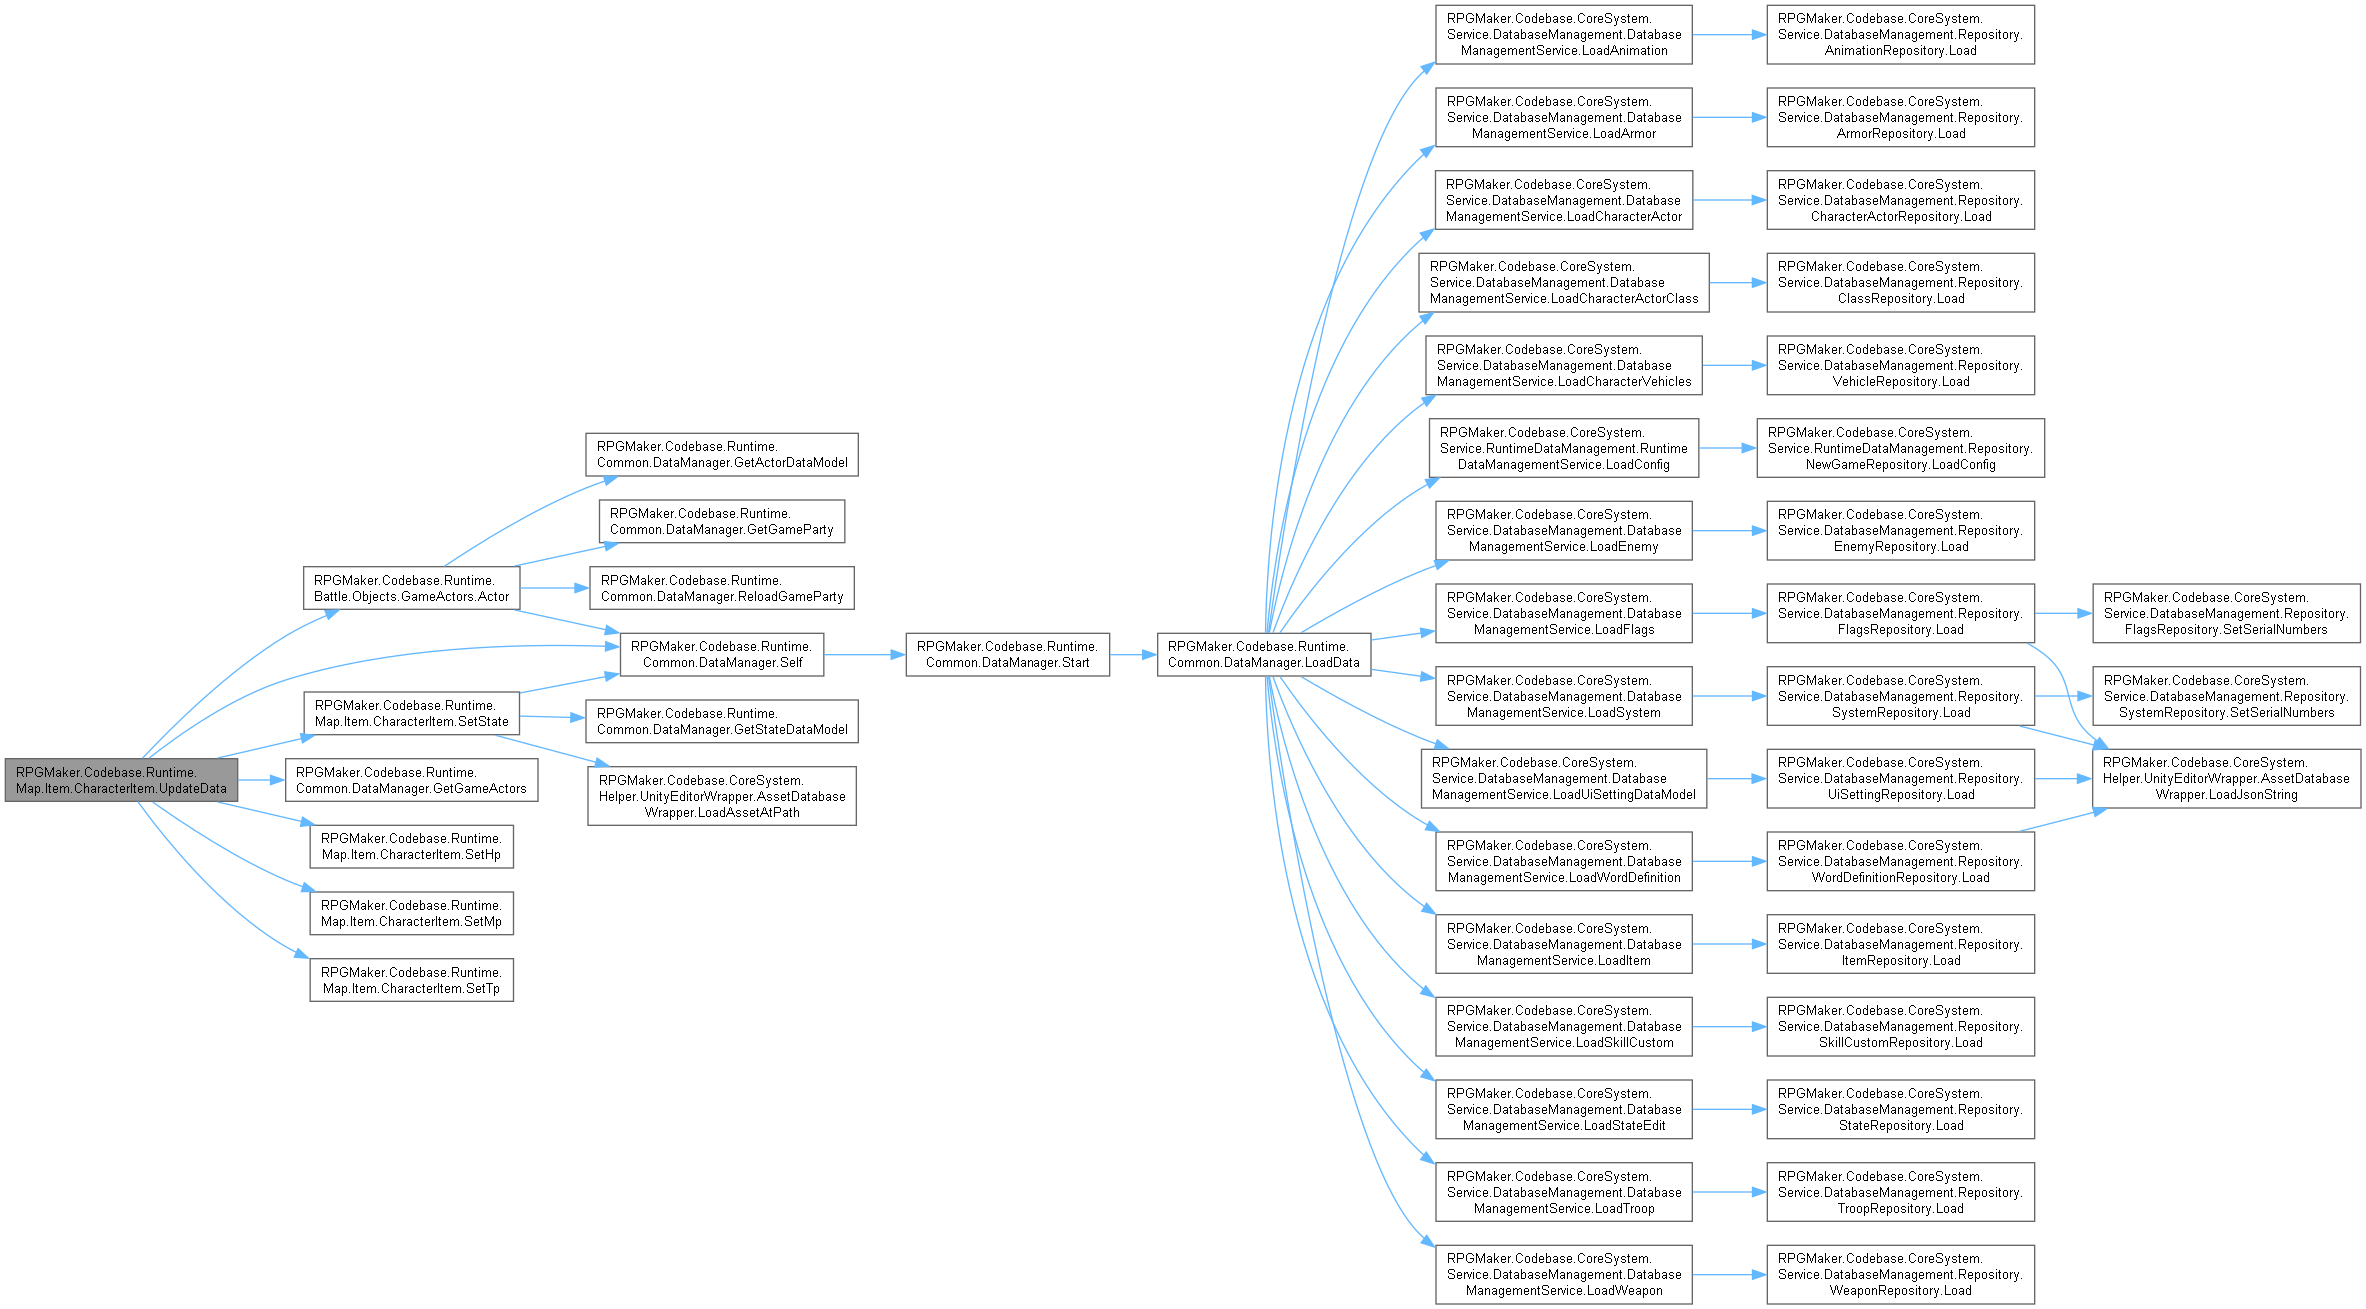 RPGMaker.Codebase.Runtime.
Map.Item.CharacterItem.UpdateData
RPGMaker.Codebase.Runtime.
Battle.Objects.GameActors.Actor
RPGMaker.Codebase.Runtime.
Map.Item.CharacterItem.SetState
RPGMaker.Codebase.Runtime.
Common.DataManager.GetGameActors
RPGMaker.Codebase.Runtime.
Map.Item.CharacterItem.SetHp
RPGMaker.Codebase.Runtime.
Map.Item.CharacterItem.SetMp
RPGMaker.Codebase.Runtime.
Map.Item.CharacterItem.SetTp
RPGMaker.Codebase.Runtime.
Common.DataManager.GetActorDataModel
RPGMaker.Codebase.Runtime.
Common.DataManager.GetGameParty
RPGMaker.Codebase.Runtime.
Common.DataManager.ReloadGameParty
RPGMaker.Codebase.Runtime.
Common.DataManager.Self
RPGMaker.Codebase.Runtime.
Common.DataManager.GetStateDataModel
RPGMaker.Codebase.CoreSystem.
Helper.UnityEditorWrapper.AssetDatabase
Wrapper.LoadAssetAtPath
RPGMaker.Codebase.Runtime.
Common.DataManager.Start
RPGMaker.Codebase.Runtime.
Common.DataManager.LoadData
RPGMaker.Codebase.CoreSystem.
Service.DatabaseManagement.Database
ManagementService.LoadAnimation
RPGMaker.Codebase.CoreSystem.
Service.DatabaseManagement.Database
ManagementService.LoadArmor
RPGMaker.Codebase.CoreSystem.
Service.DatabaseManagement.Database
ManagementService.LoadCharacterActor
RPGMaker.Codebase.CoreSystem.
Service.DatabaseManagement.Database
ManagementService.LoadCharacterActorClass
RPGMaker.Codebase.CoreSystem.
Service.DatabaseManagement.Database
ManagementService.LoadCharacterVehicles
RPGMaker.Codebase.CoreSystem.
Service.RuntimeDataManagement.Runtime
DataManagementService.LoadConfig
RPGMaker.Codebase.CoreSystem.
Service.DatabaseManagement.Database
ManagementService.LoadEnemy
RPGMaker.Codebase.CoreSystem.
Service.DatabaseManagement.Database
ManagementService.LoadFlags
RPGMaker.Codebase.CoreSystem.
Service.DatabaseManagement.Database
ManagementService.LoadSystem
RPGMaker.Codebase.CoreSystem.
Service.DatabaseManagement.Database
ManagementService.LoadUiSettingDataModel
RPGMaker.Codebase.CoreSystem.
Service.DatabaseManagement.Database
ManagementService.LoadWordDefinition
RPGMaker.Codebase.CoreSystem.
Service.DatabaseManagement.Database
ManagementService.LoadItem
RPGMaker.Codebase.CoreSystem.
Service.DatabaseManagement.Database
ManagementService.LoadSkillCustom
RPGMaker.Codebase.CoreSystem.
Service.DatabaseManagement.Database
ManagementService.LoadStateEdit
RPGMaker.Codebase.CoreSystem.
Service.DatabaseManagement.Database
ManagementService.LoadTroop
RPGMaker.Codebase.CoreSystem.
Service.DatabaseManagement.Database
ManagementService.LoadWeapon
RPGMaker.Codebase.CoreSystem.
Service.DatabaseManagement.Repository.
AnimationRepository.Load
RPGMaker.Codebase.CoreSystem.
Service.DatabaseManagement.Repository.
ArmorRepository.Load
RPGMaker.Codebase.CoreSystem.
Service.DatabaseManagement.Repository.
CharacterActorRepository.Load
RPGMaker.Codebase.CoreSystem.
Service.DatabaseManagement.Repository.
ClassRepository.Load
RPGMaker.Codebase.CoreSystem.
Service.DatabaseManagement.Repository.
VehicleRepository.Load
RPGMaker.Codebase.CoreSystem.
Service.RuntimeDataManagement.Repository.
NewGameRepository.LoadConfig
RPGMaker.Codebase.CoreSystem.
Service.DatabaseManagement.Repository.
EnemyRepository.Load
RPGMaker.Codebase.CoreSystem.
Service.DatabaseManagement.Repository.
FlagsRepository.Load
RPGMaker.Codebase.CoreSystem.
Service.DatabaseManagement.Repository.
SystemRepository.Load
RPGMaker.Codebase.CoreSystem.
Service.DatabaseManagement.Repository.
UiSettingRepository.Load
RPGMaker.Codebase.CoreSystem.
Service.DatabaseManagement.Repository.
WordDefinitionRepository.Load
RPGMaker.Codebase.CoreSystem.
Service.DatabaseManagement.Repository.
ItemRepository.Load
RPGMaker.Codebase.CoreSystem.
Service.DatabaseManagement.Repository.
SkillCustomRepository.Load
RPGMaker.Codebase.CoreSystem.
Service.DatabaseManagement.Repository.
StateRepository.Load
RPGMaker.Codebase.CoreSystem.
Service.DatabaseManagement.Repository.
TroopRepository.Load
RPGMaker.Codebase.CoreSystem.
Service.DatabaseManagement.Repository.
WeaponRepository.Load
RPGMaker.Codebase.CoreSystem.
Service.DatabaseManagement.Repository.
FlagsRepository.SetSerialNumbers
RPGMaker.Codebase.CoreSystem.
Service.DatabaseManagement.Repository.
SystemRepository.SetSerialNumbers
RPGMaker.Codebase.CoreSystem.
Helper.UnityEditorWrapper.AssetDatabase
Wrapper.LoadJsonString